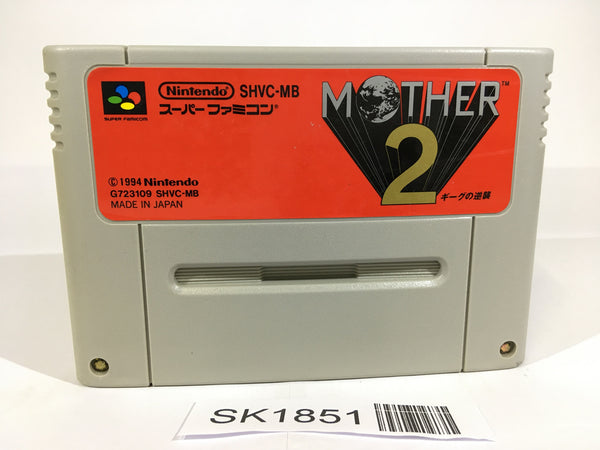 SUPER FAMICOM
Nintendo SHVC-MB
スーパーファミコン®
©1994 Nintendo
G723109 SHVC-MB
MADE IN JAPAN
MOTHER™
2
ギーグの逆襲
SK1851